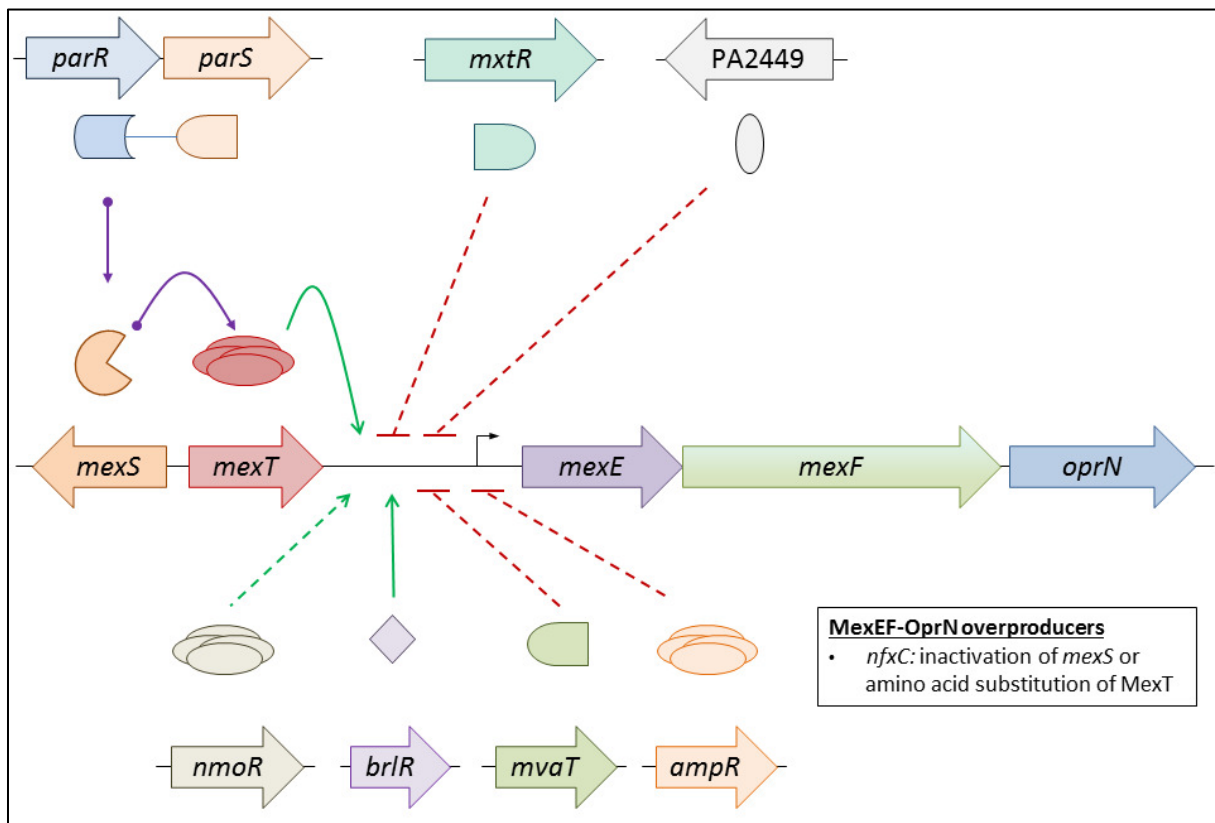 parR parS mxtR PA2449
mexS mexT mexE mexF oprN
MexEF-OprN overproducers
• nfxC: inactivation of mexS or
amino acid substitution of MexT
nmoR brlR mvaT ampR